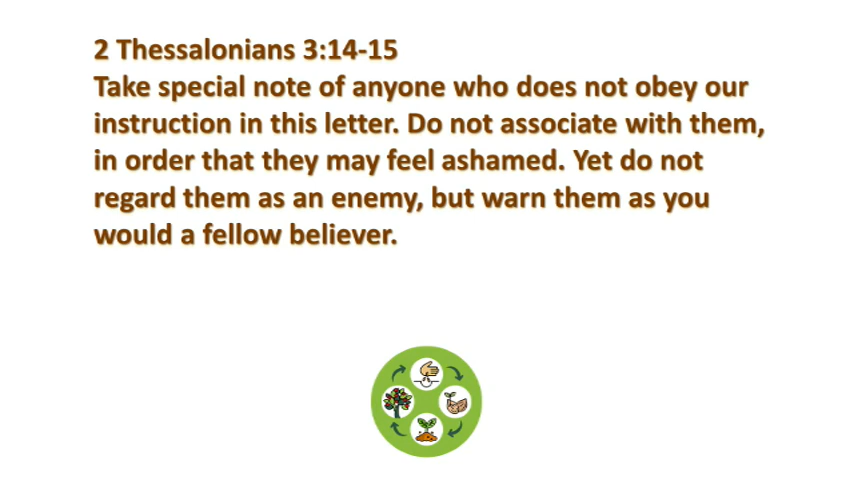 2 Thessalonians 3:14-15
Take special note of anyone who does not obey our
instruction in this letter. Do not associate with them,
in order that they may feel ashamed. Yet do not
regard them as an enemy, but warn them as you
would a fellow believer.